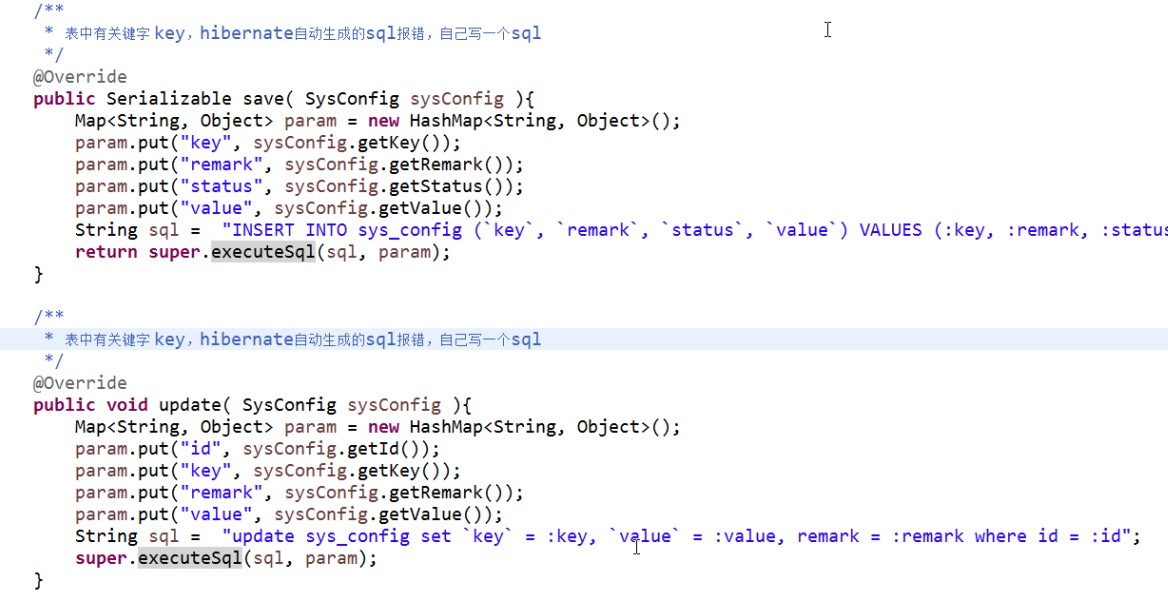 /**
 * 表中有关键字 key，hibernate自动生成的sql报错，自己写一个sql
 */
@Override
public Serializable save( SysConfig sysConfig ){
    Map<String, Object> param = new HashMap<String, Object>();
    param.put("key", sysConfig.getKey());
    param.put("remark", sysConfig.getRemark());
    param.put("status", sysConfig.getStatus());
    param.put("value", sysConfig.getValue());
    String sql =  "INSERT INTO sys_config (`key`, `remark`, `status`, `value`) VALUES (:key, :remark, :status
    return super.executeSql(sql, param);
}
/**
 * 表中有关键字 key，hibernate自动生成的sql报错，自己写一个sql
 */
@Override
public void update( SysConfig sysConfig ){
    Map<String, Object> param = new HashMap<String, Object>();
    param.put("id", sysConfig.getId());
    param.put("key", sysConfig.getKey());
    param.put("remark", sysConfig.getRemark());
    param.put("value", sysConfig.getValue());
    String sql =  "update sys_config set `key` = :key, `value` = :value, remark = :remark where id = :id";
    super.executeSql(sql, param);
}